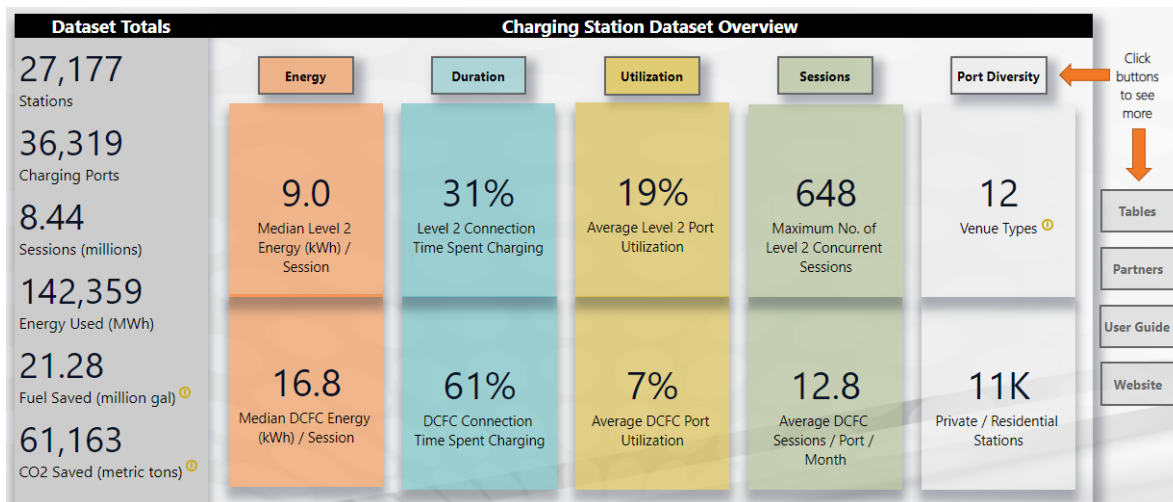 Dataset Totals
27,177
Stations
36,319
Charging Ports
8.44
Sessions (millions)
142,359
Energy Used (MWh)
21.28
Fuel Saved (million gal)
61,163
CO2 Saved (metric tons)
Charging Station Dataset Overview
Energy
9.0
Median Level 2
Energy (kWh) /
Session
16.8
Median DCFC Energy
(kWh) / Session
Duration
31%
Level 2 Connection
Time Spent Charging
61%
DCFC Connection
Time Spent Charging
Utilization
19%
Average Level 2 Port
Utilization
7%
Average DCFC Port
Utilization
Sessions
648
Maximum No. of
Level 2 Concurrent
Sessions
12.8
Average DCFC
Sessions / Port /
Month
Port Diversity
12
Venue Types
11K
Private / Residential
Stations
Click
buttons
to see
more
Tables
Partners
User Guide
Website